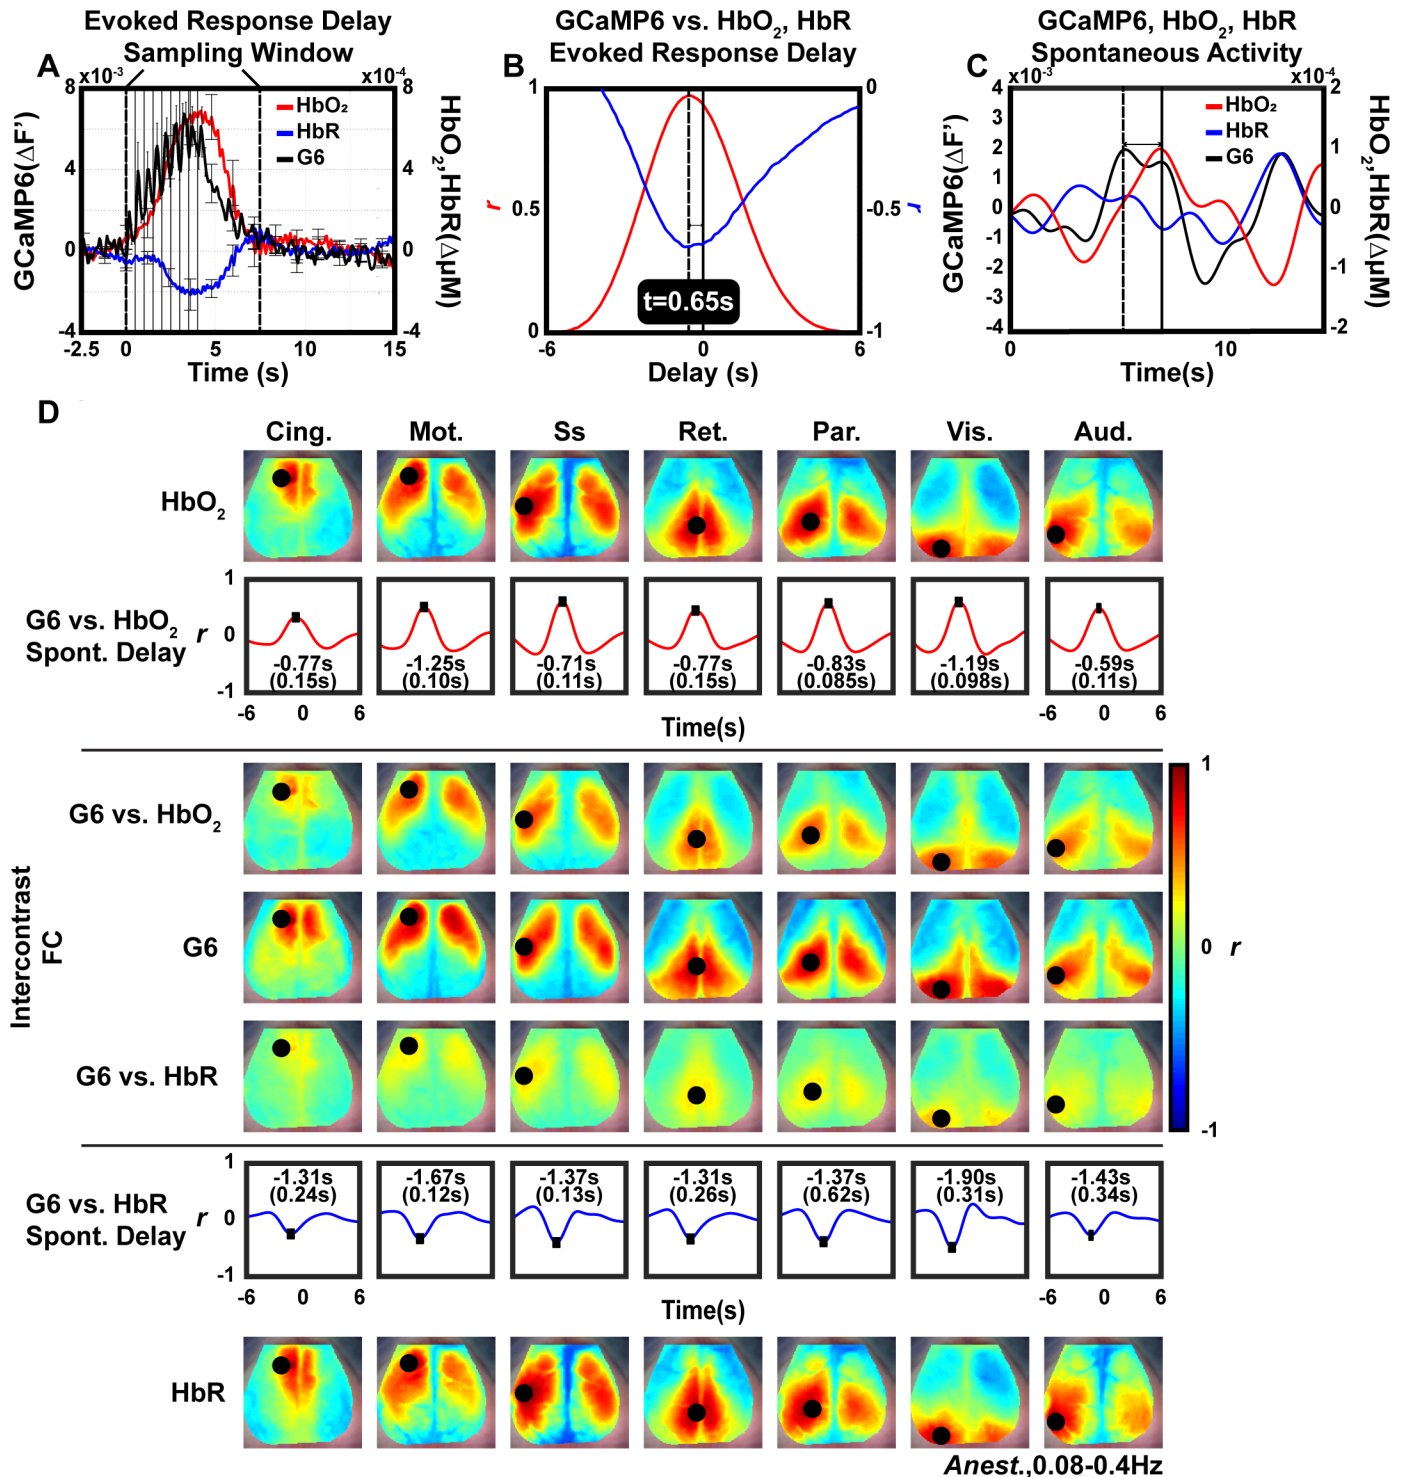 Evoked Response Delay
Sampling Window
A
x10-3
x10-4
8
4
0
-4
GCaMP6(ΔF')
HbO₂
HbR
G6
8
4
0
-4
HbO₂,HbR(ΔμM)
-2.5 0 5 10 15
Time (s)
GCaMP6 vs. HbO₂, HbR
Evoked Response Delay
B
1
0.5
0
r
0
-0.5
-1
r
t=0.65s
-6 0 6
Delay (s)
GCaMP6, HbO₂, HbR
Spontaneous Activity
C
x10-3
x10-4
4
3
2
1
0
-1
-2
-3
-4
GCaMP6(ΔF')
HbO₂
HbR
G6
2
1
0
-1
-2
HbO₂,HbR(ΔμM)
0 10
Time(s)
D
Cing. Mot. Ss Ret. Par. Vis. Aud.
HbO₂
G6 vs. HbO₂
Spont. Delay
r
1
0
-1
-0.77s -1.25s -0.71s -0.77s -0.83s -1.19s -0.59s
(0.15s) (0.10s) (0.11s) (0.15s) (0.085s) (0.098s) (0.11s)
-6 0 6 -6 0 6
Time(s)
Intercontrast
FC
G6 vs. HbO₂
G6
G6 vs. HbR
1
0 r
-1
G6 vs. HbR
Spont. Delay
r
1
0
-1
-1.31s -1.67s -1.37s -1.31s -1.37s -1.90s -1.43s
(0.24s) (0.12s) (0.13s) (0.26s) (0.62s) (0.31s) (0.34s)
-6 0 6 -6 0 6
Time(s)
HbR
Anest.,0.08-0.4Hz